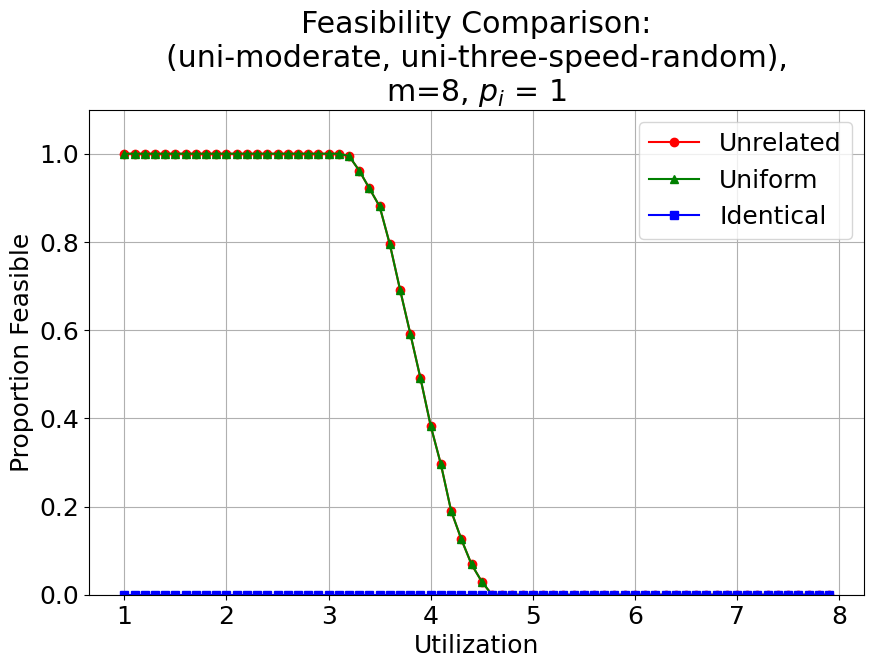 Feasibility Comparison:
(uni-moderate, uni-three-speed-random),
m=8, $p_i$ = 1
Unrelated
Uniform
Identical
Proportion Feasible
1.0
0.8
0.6
0.4
0.2
0.0
1 2 3 4 5 6 7 8
Utilization